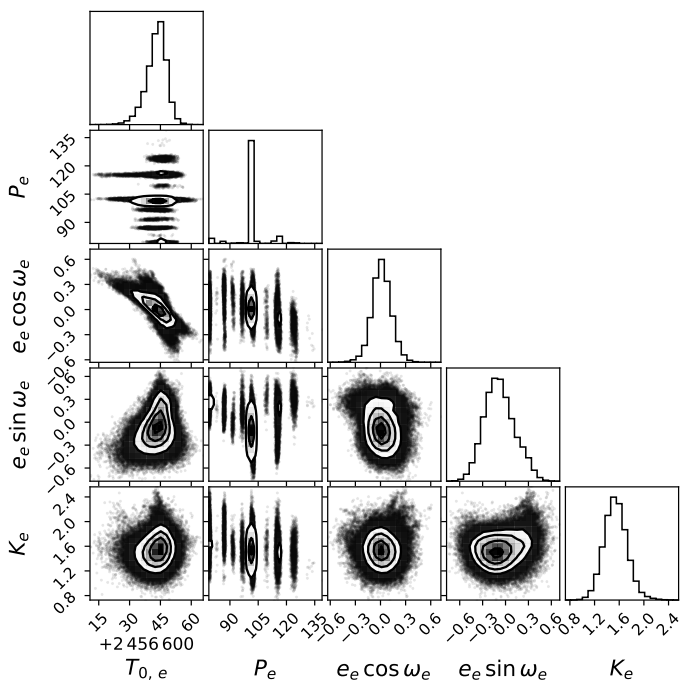 135
120
105
90
P_e
0.6
0.3
0.0
−0.3
−0.6
e_e cos ω_e
0.6
0.3
0.0
−0.3
−0.6
e_e sin ω_e
2.4
2.0
1.6
1.2
0.8
K_e
15 30 45 60
90 105 120 135
−0.6 −0.3 0.0 0.3 0.6
−0.6 −0.3 0.0 0.3 0.6
0.8 1.2 1.6 2.0 2.4
+2 456 600
T_{0, e} P_e e_e cos ω_e e_e sin ω_e K_e